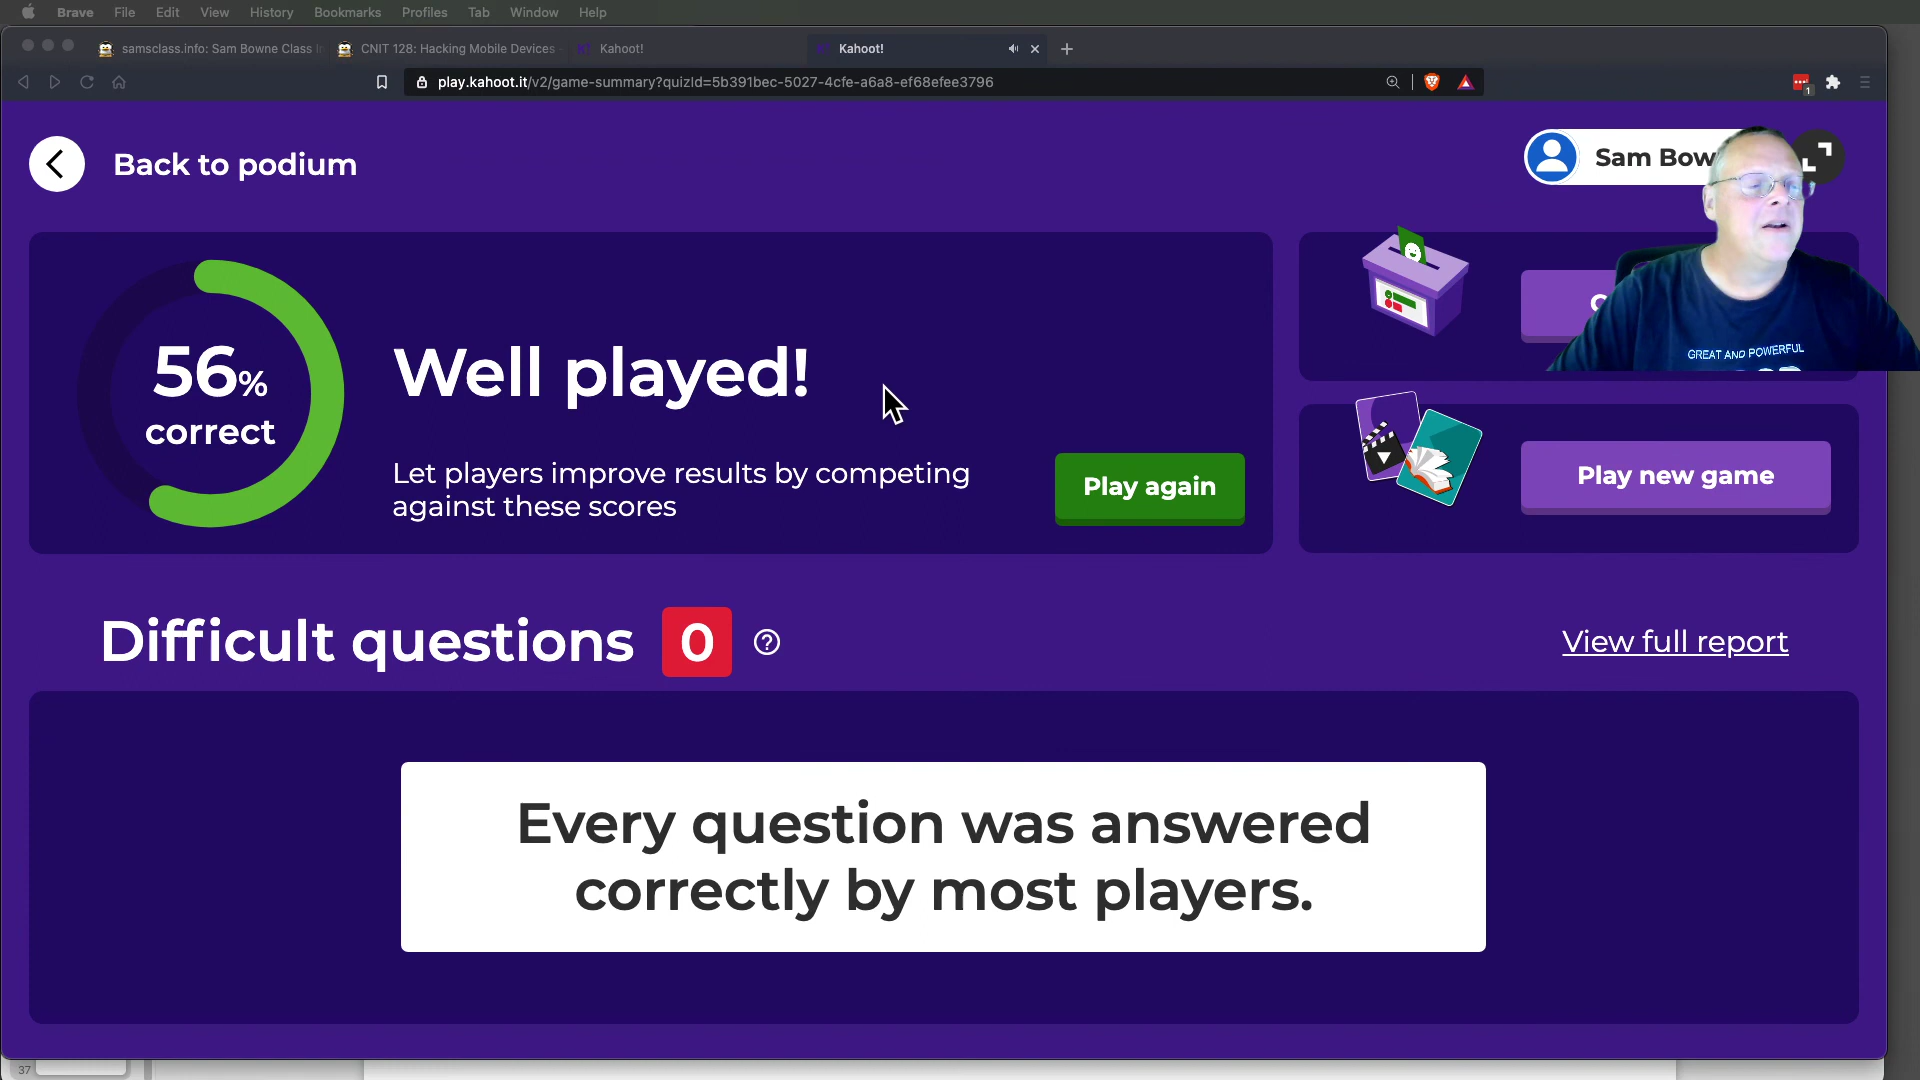 Brave File Edit View History Bookmarks Profiles Tab Window Help
samsclass.info: Sam Bowne Class CNIT 128: Hacking Mobile Devices Kahoot! Kahoot!
play.kahoot.it/v2/game-summary?quizId=5b391bec-5027-4cfe-a6a8-ef68efee3796
1
Back to podium
Sam Bow
56%
correct
Well played!
Let players improve results by competing
against these scores
Play again
GREAT AND POWERFUL
Play new game
Difficult questions 0 ?
View full report
Every question was answered
correctly by most players.
37